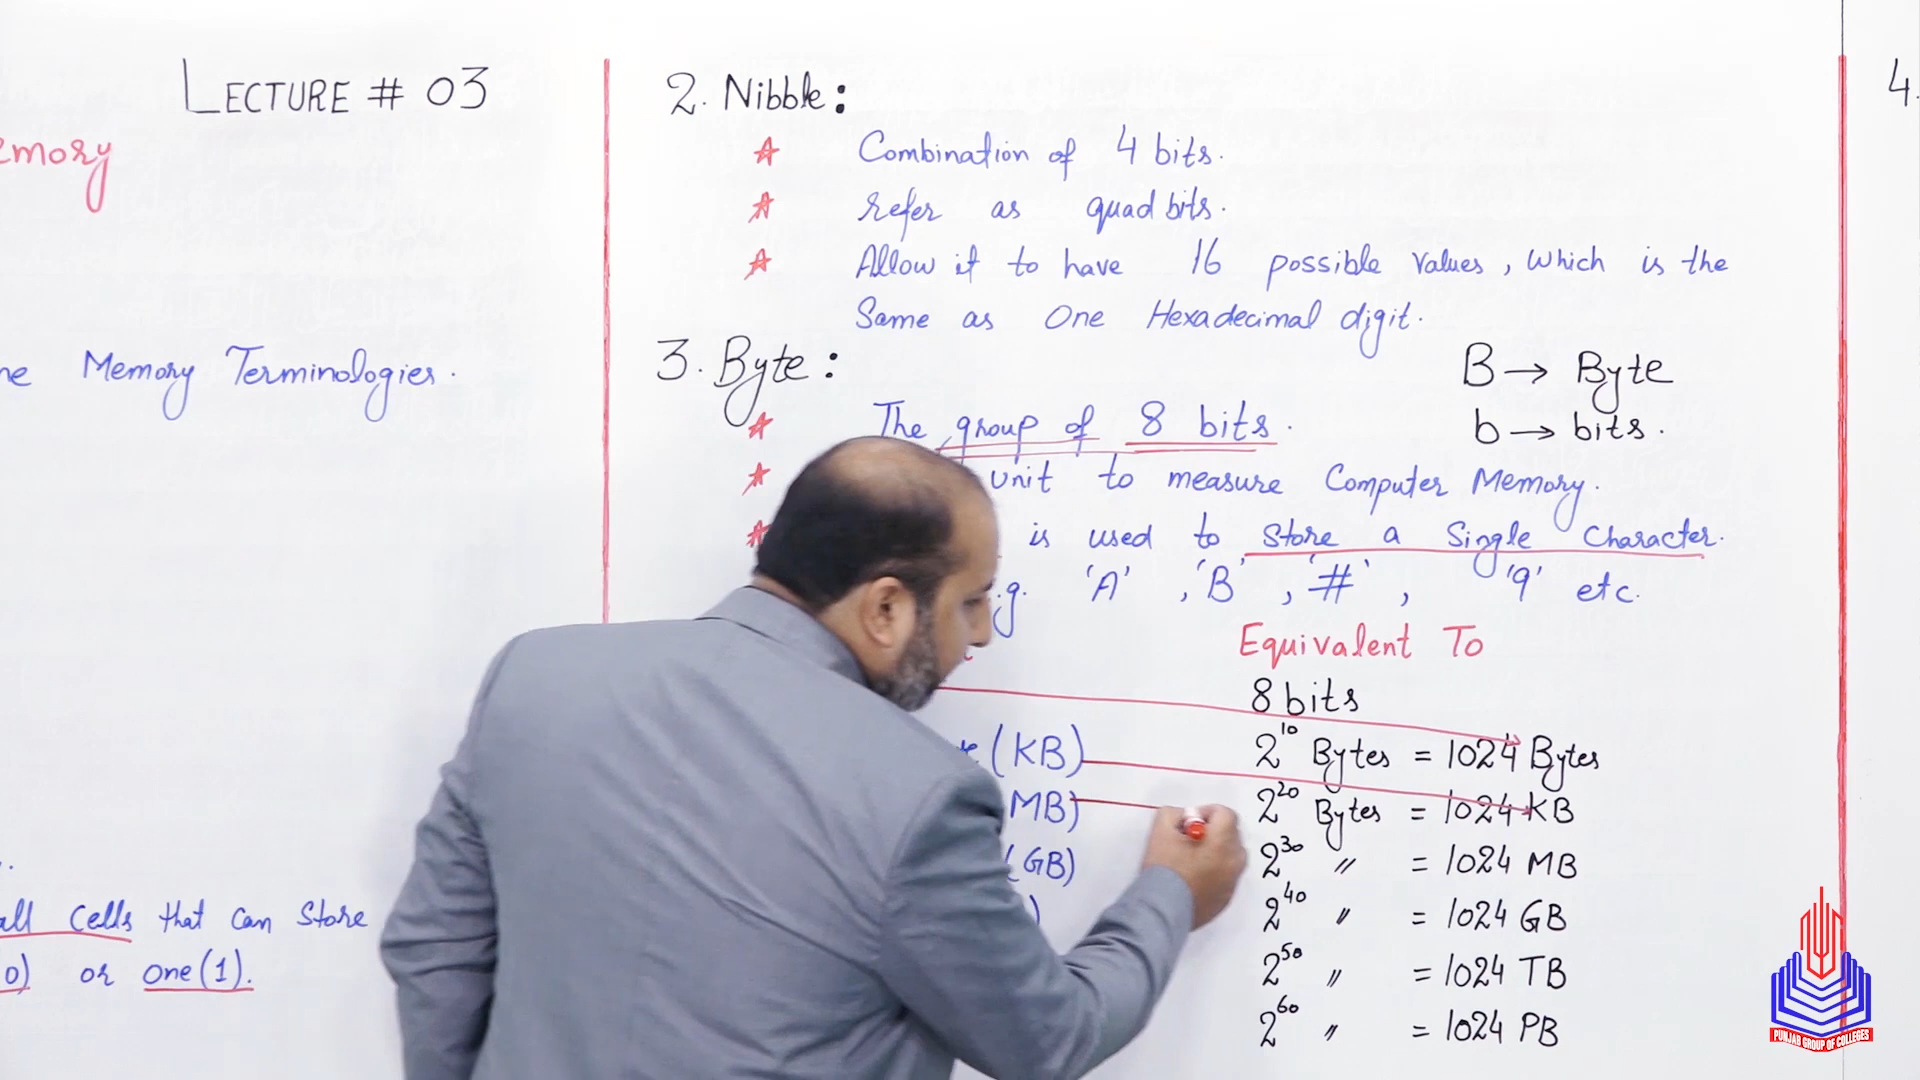 LECTURE # 03
emory
ne Memory Terminologies.
all Cells that can Store
0) or one (1).
2. Nibble:
Combination of 4 bits.
refer as quad bits.
Allow it to have 16 possible values, which is the
Same as One Hexadecimal digit.
3. Byte:
B → Byte
b → bits.
The group of 8 bits.
unit to measure Computer Memory.
is used to Store a Single Character.
.g. 'A', 'B', '#', '9' etc.
Equivalent To
8 bits
(KB) 2^10 Bytes = 1024 Bytes
MB) 2^20 Bytes = 1024 KB
(GB) 2^30 〃 = 1024 MB
) 2^40 〃 = 1024 GB
2^50 〃 = 1024 TB
2^60 〃 = 1024 PB
4.
PUNJAB GROUP OF COLLEGES